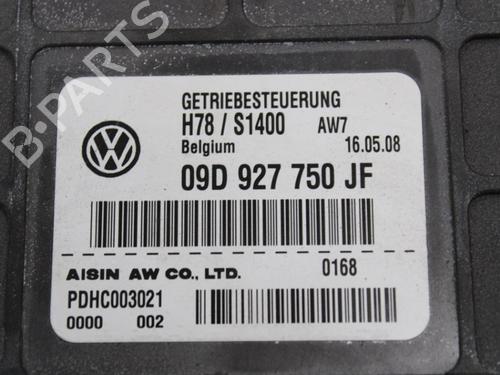 B-PARTS
GETRIEBESTEUERUNG
H78 / S1400 AW7
Belgium 16.05.08
09D 927 750 JF
AISIN AW CO., LTD. 0168
PDHC003021
0000 002